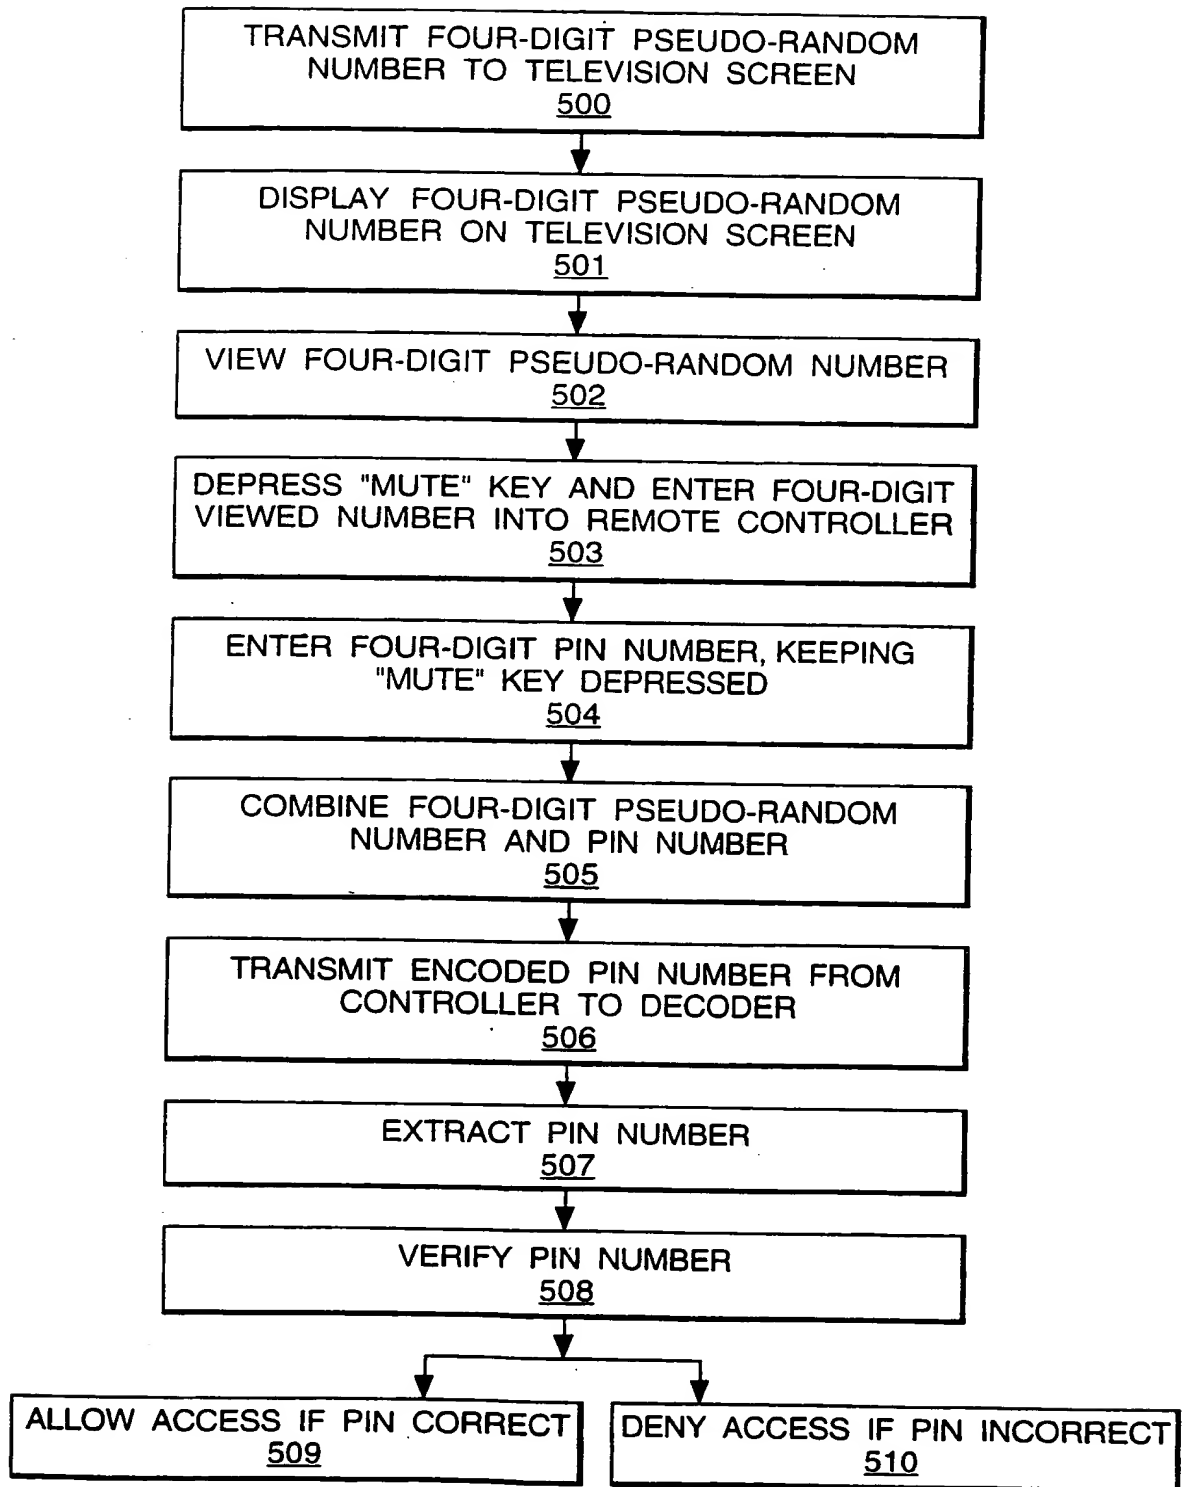 TRANSMIT FOUR-DIGIT PSEUDO-RANDOM
NUMBER TO TELEVISION SCREEN
500
DISPLAY FOUR-DIGIT PSEUDO-RANDOM
NUMBER ON TELEVISION SCREEN
501
VIEW FOUR-DIGIT PSEUDO-RANDOM NUMBER
502
DEPRESS "MUTE" KEY AND ENTER FOUR-DIGIT
VIEWED NUMBER INTO REMOTE CONTROLLER
503
ENTER FOUR-DIGIT PIN NUMBER, KEEPING
"MUTE" KEY DEPRESSED
504
COMBINE FOUR-DIGIT PSEUDO-RANDOM
NUMBER AND PIN NUMBER
505
TRANSMIT ENCODED PIN NUMBER FROM
CONTROLLER TO DECODER
506
EXTRACT PIN NUMBER
507
VERIFY PIN NUMBER
508
ALLOW ACCESS IF PIN CORRECT
509
DENY ACCESS IF PIN INCORRECT
510